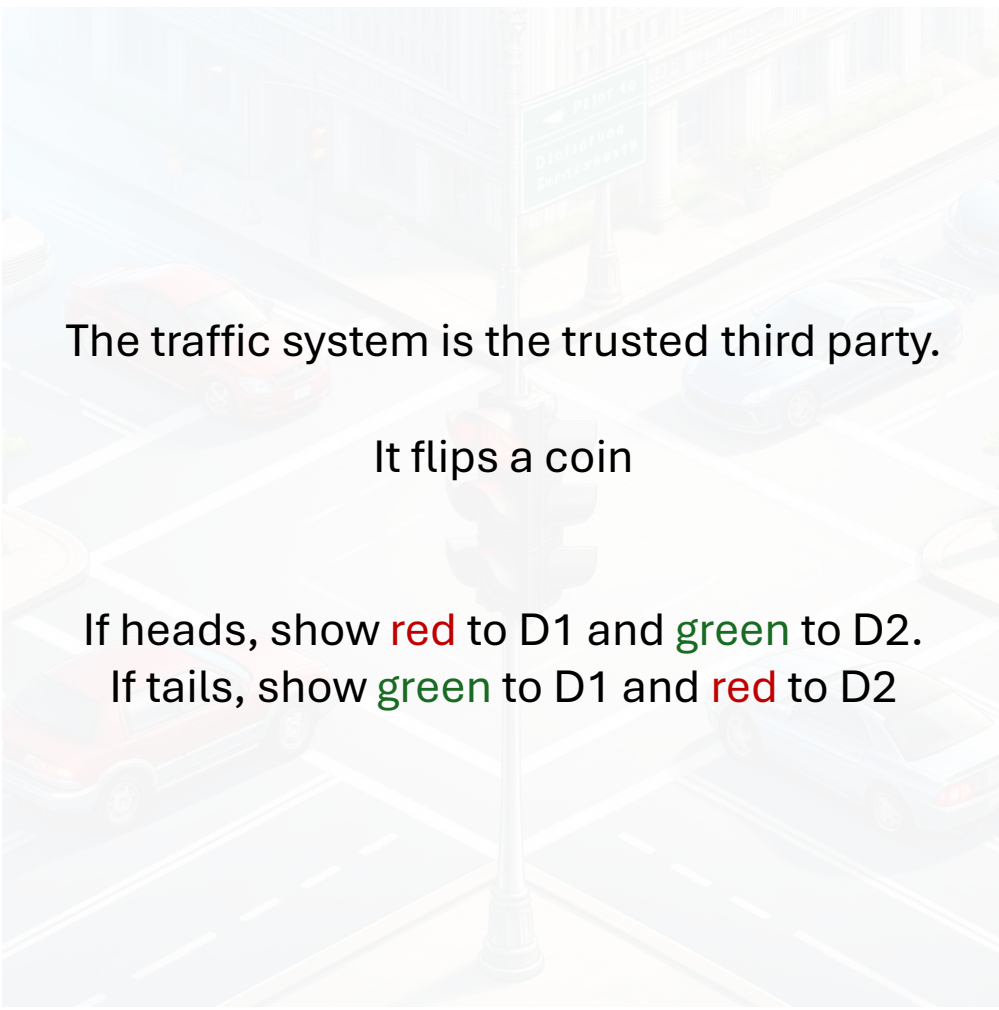 The traffic system is the trusted third party.
It flips a coin
If heads, show red to D1 and green to D2.
If tails, show green to D1 and red to D2